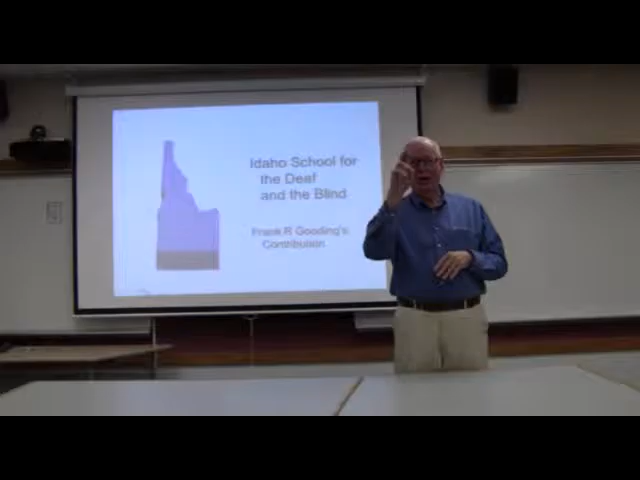 Idaho School for
the Deaf
and the Blind
Frank R Gooding's
Contribution